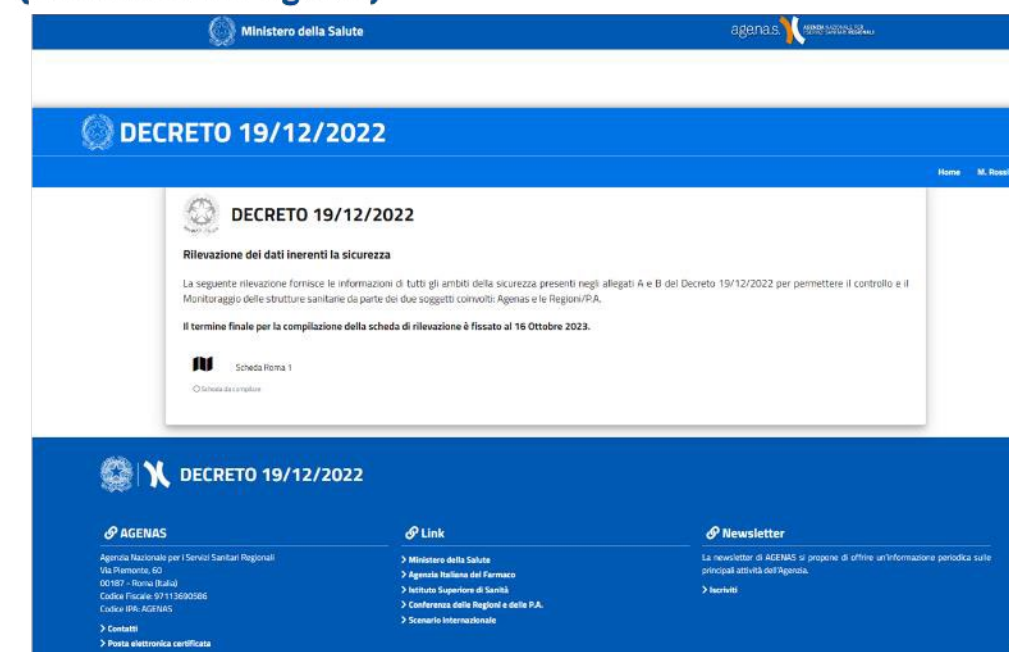 Ministero della Salute
agenas. AGENZIA NAZIONALE PER I SERVIZI SANITARI REGIONALI
DECRETO 19/12/2022
Home M. Rossi
DECRETO 19/12/2022
Rilevazione dei dati inerenti la sicurezza
La seguente rilevazione fornisce le informazioni di tutti gli ambiti della sicurezza presenti negli allegati A e B del Decreto 19/12/2022 per permettere il controllo e il
Monitoraggio delle strutture sanitarie da parte dei due soggetti coinvolti: Agenas e le Regioni/P.A.
Il termine finale per la compilazione della scheda di rilevazione è fissato al 16 Ottobre 2023.
Scheda Roma 1
Scheda da compilare
DECRETO 19/12/2022
AGENAS
Agenzia Nazionale per i Servizi Sanitari Regionali
Via Piemonte, 60
00187 - Roma (Italia)
Codice Fiscale: 97113690586
Codice IPA: AGENAS
> Contatti
> Posta elettronica certificata
Link
> Ministero della Salute
> Agenzia Italiana del Farmaco
> Istituto Superiore di Sanità
> Conferenza delle Regioni e delle P.A.
> Scenario Internazionale
Newsletter
La newsletter di AGENAS si propone di offrire un'informazione periodica sulle
principali attività dell'Agenzia.
> Iscriviti